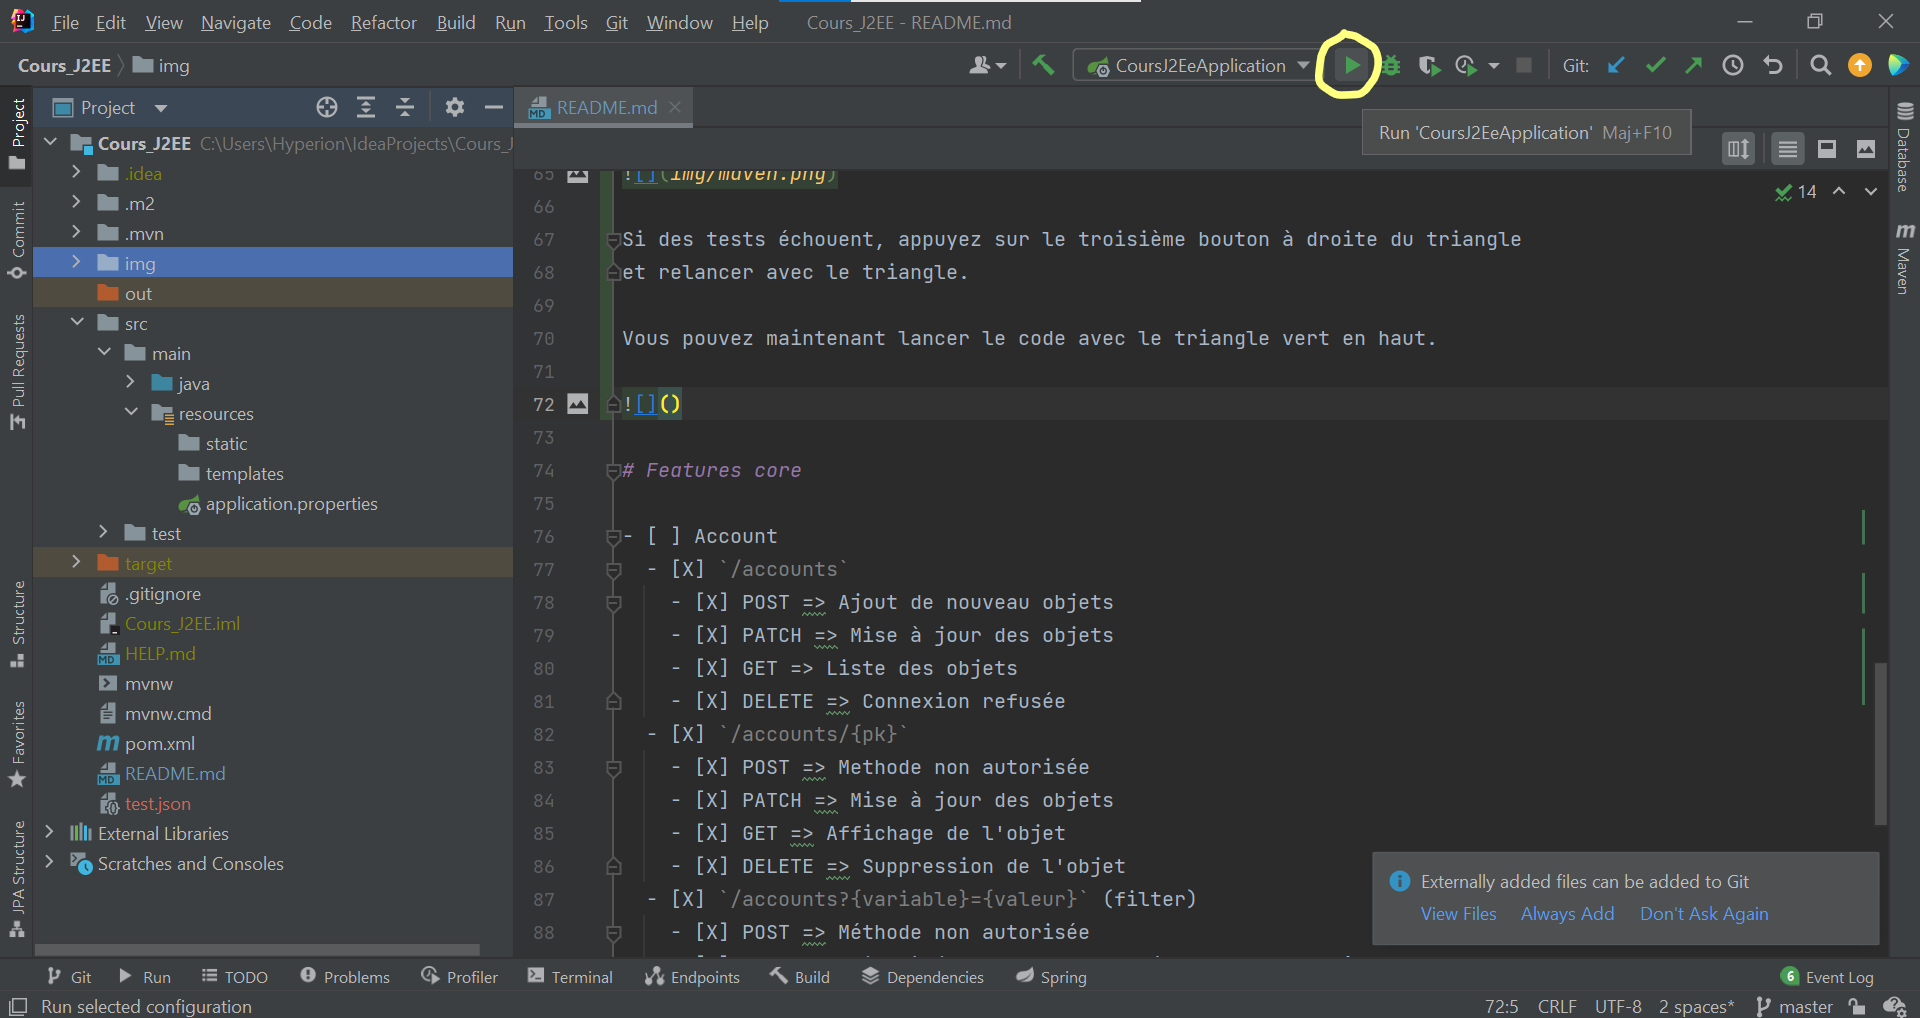 File Edit View Navigate Code Refactor Build Run Tools Git Window Help Cours_J2EE - README.md
Cours_J2EE img CoursJ2EeApplication Git:
Project README.md
Run 'CoursJ2EeApplication' Maj+F10
Project
Commit
Pull Requests
Structure
Favorites
JPA Structure
Cours_J2EE C:\Users\Hyperion\IdeaProjects\Cours_J
.idea
.m2
.mvn
img
out
src
main
java
resources
static
templates
application.properties
test
target
.gitignore
Cours_J2EE.iml
HELP.md
mvnw
mvnw.cmd
pom.xml
README.md
test.json
External Libraries
Scratches and Consoles
65 ![](img/maven.png)
66
67 Si des tests échouent, appuyez sur le troisième bouton à droite du triangle
68 et relancer avec le triangle.
69
70 Vous pouvez maintenant lancer le code avec le triangle vert en haut.
71
72 ![]()
73
74 # Features core
75
76 - [ ] Account
77 - [X] `/accounts`
78 - [X] POST => Ajout de nouveau objets
79 - [X] PATCH => Mise à jour des objets
80 - [X] GET => Liste des objets
81 - [X] DELETE => Connexion refusée
82 - [X] `/accounts/{pk}`
83 - [X] POST => Methode non autorisée
84 - [X] PATCH => Mise à jour des objets
85 - [X] GET => Affichage de l'objet
86 - [X] DELETE => Suppression de l'objet
87 - [X] `/accounts?{variable}={valeur}` (filter)
88 - [X] POST => Méthode non autorisée
14
Database
Maven
Externally added files can be added to Git
View Files Always Add Don't Ask Again
Git Run TODO Problems Profiler Terminal Endpoints Build Dependencies Spring 6 Event Log
Run selected configuration 72:5 CRLF UTF-8 2 spaces* master